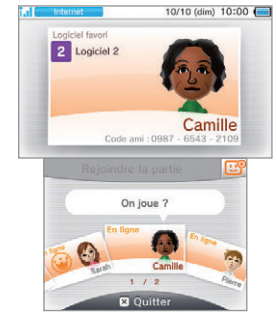 Internet 10/10 (dim) 10:00
Logiciel favori
2 Logiciel 2
Camille
Code ami : 0987 - 6543 - 2109
Rejoindre la partie
On joue ?
En ligne
En ligne
En ligne
Sarah
Camille
Pierre
1 / 2
X Quitter